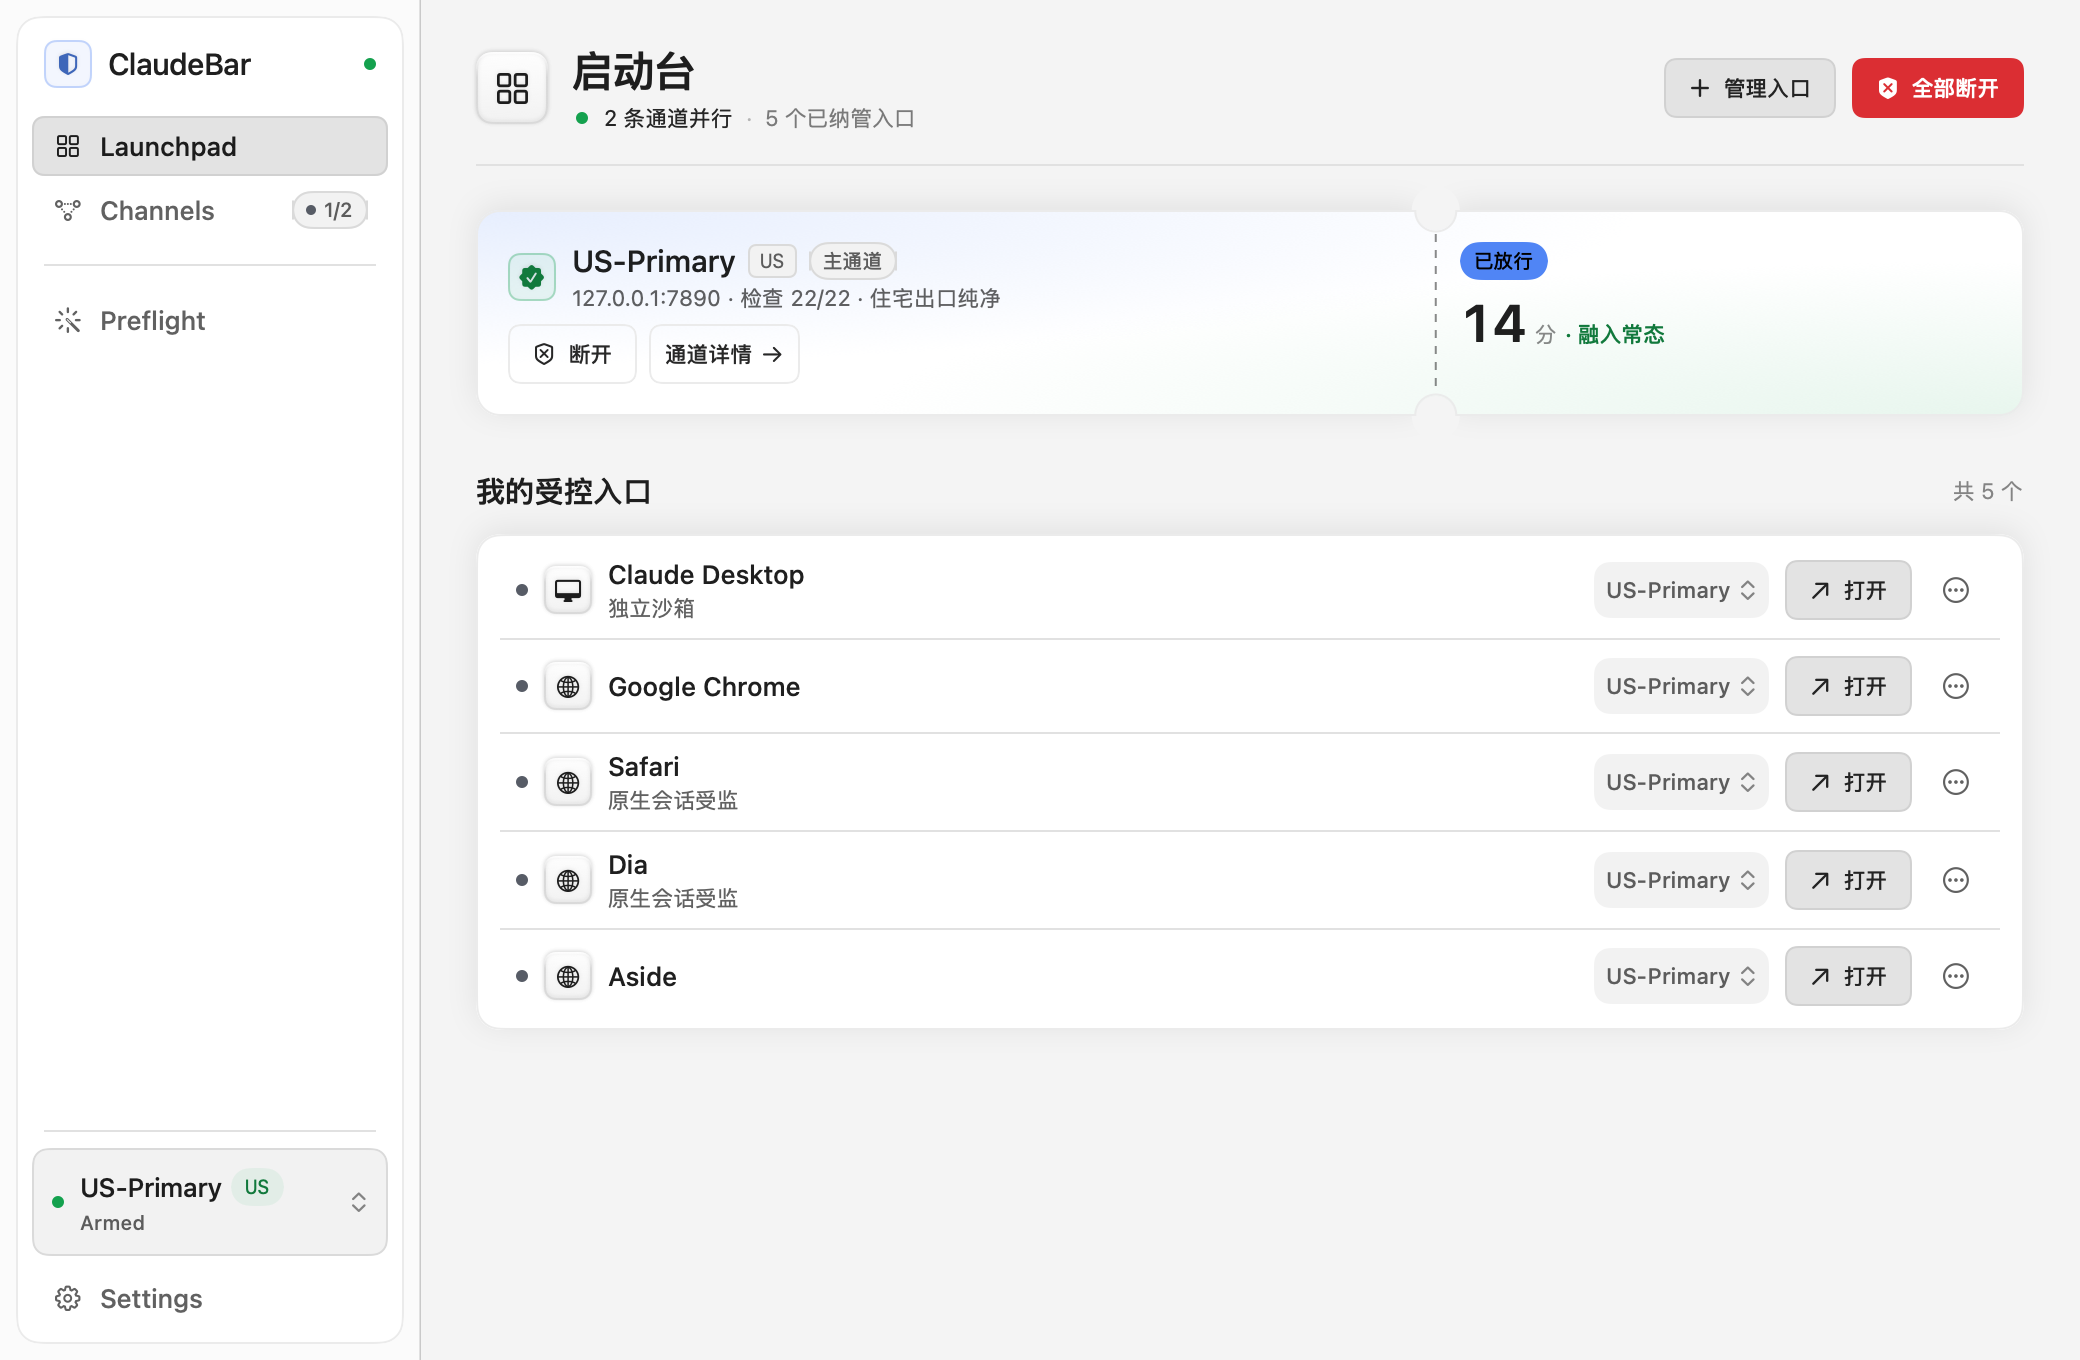 ClaudeBar
Launchpad
Channels
1/2
Preflight
US-Primary US
Armed
Settings
启动台
2 条通道并行 · 5 个已纳管入口
管理入口
全部断开
US-Primary US 主通道
127.0.0.1:7890 · 检查 22/22 · 住宅出口纯净
断开
通道详情 →
已放行
14 分 · 融入常态
我的受控入口
共 5 个
Claude Desktop
独立沙箱
US-Primary
打开
Google Chrome
US-Primary
打开
Safari
原生会话受监
US-Primary
打开
Dia
原生会话受监
US-Primary
打开
Aside
US-Primary
打开